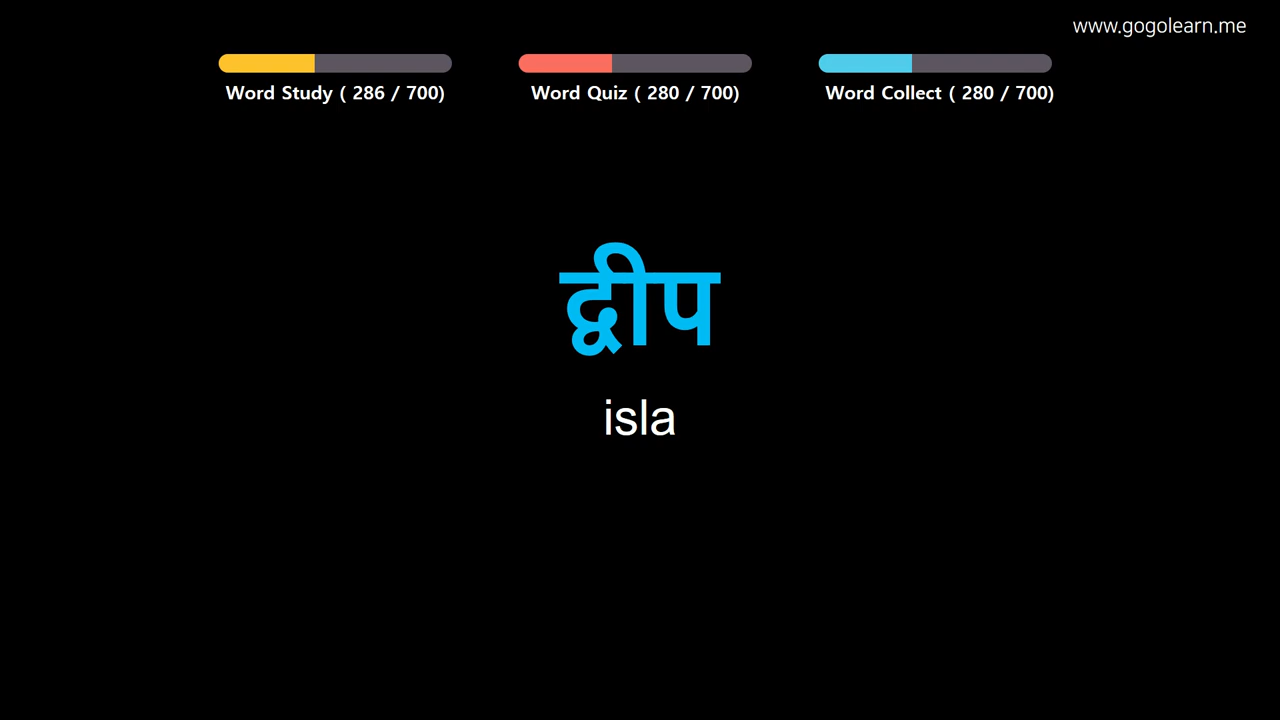 www.gogolearn.me
Word Study ( 286 / 700)
Word Quiz ( 280 / 700)
Word Collect ( 280 / 700)
द्वीप
isla